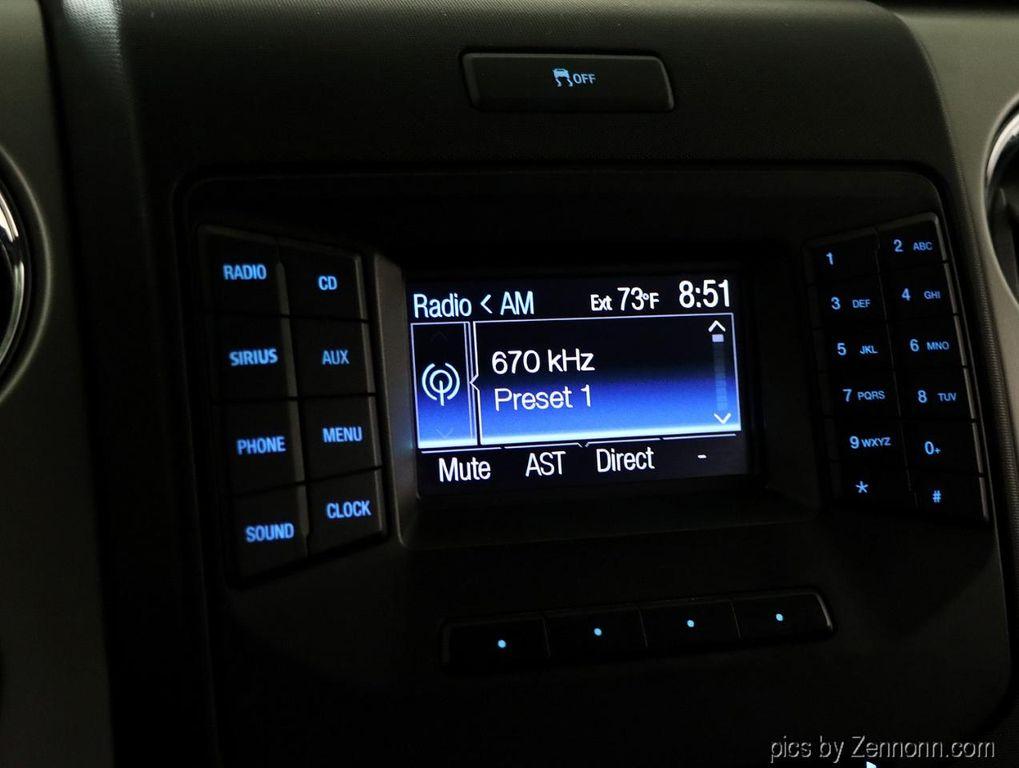 OFF
RADIO
CD
SIRIUS
AUX
PHONE
MENU
SOUND
CLOCK
Radio < AM Ext 73°F 8:51
670 kHz
Preset 1
Mute AST Direct -
1
2 ABC
3 DEF
4 GHI
5 JKL
6 MNO
7 PQRS
8 TUV
9 WXYZ
0+
*
#
pics by Zennonn.com